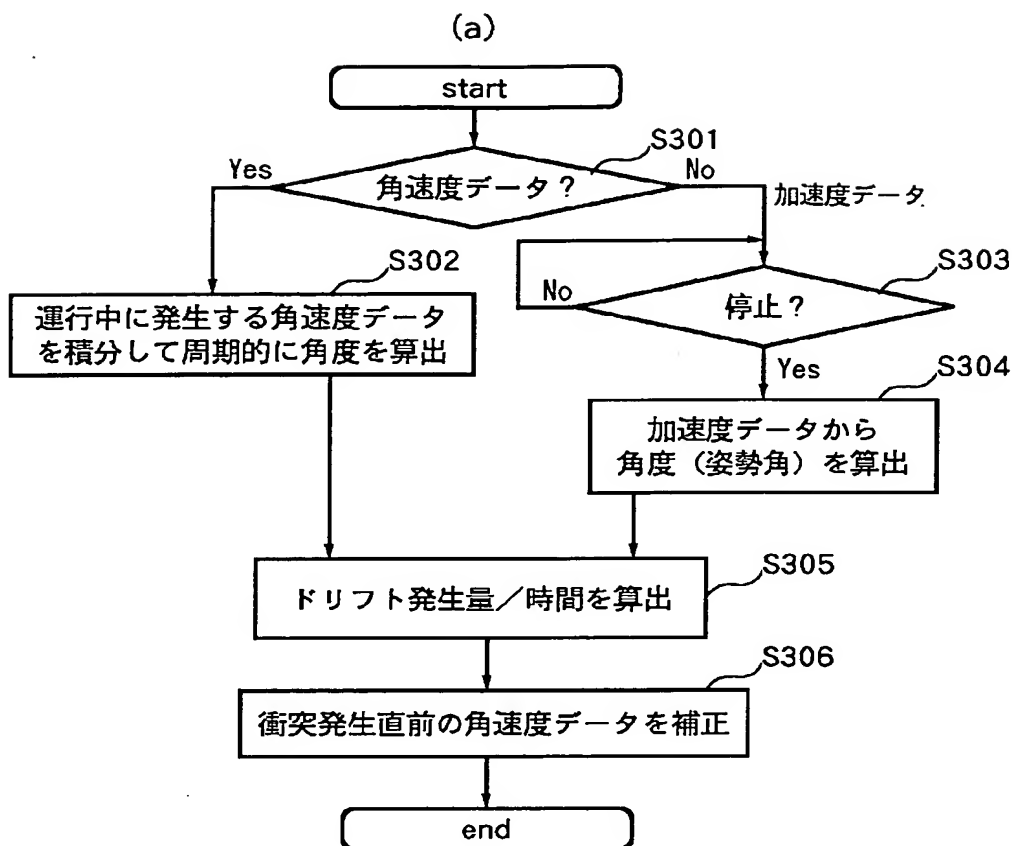 (a)
start
S301
Yes
角速度データ？
No
加速度データ
S302
運行中に発生する角速度データ
を積分して周期的に角度を算出
S303
No
停止？
Yes
S304
加速度データから
角度（姿勢角）を算出
S305
ドリフト発生量／時間を算出
S306
衝突発生直前の角速度データを補正
end